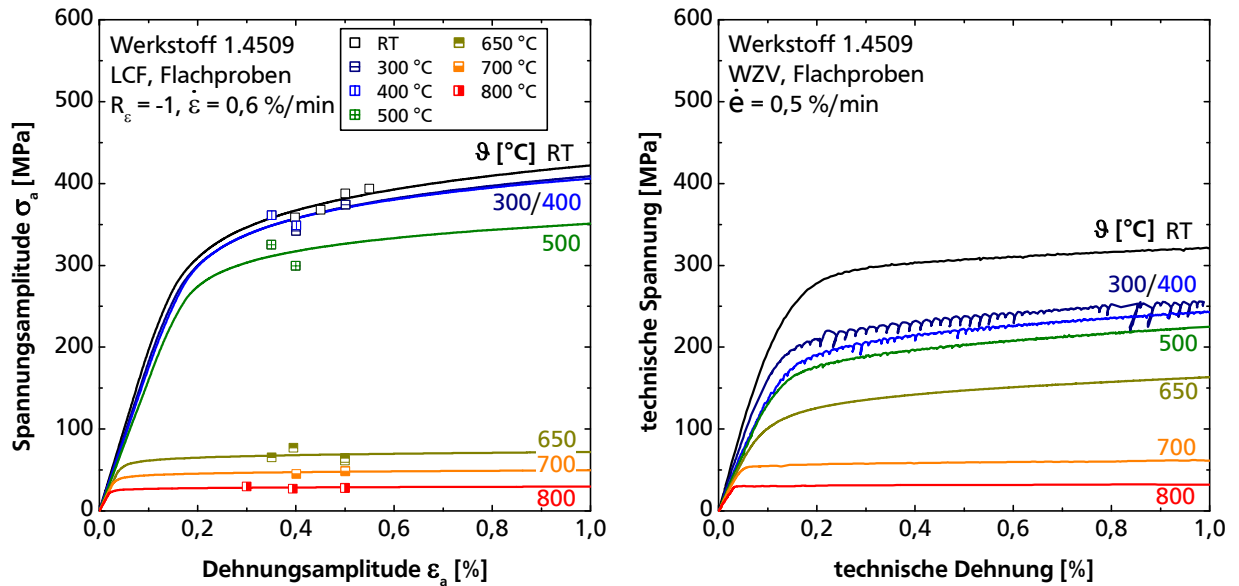 Werkstoff 1.4509
LCF, Flachproben
R_ε = -1, ε̇ = 0,6 %/min
RT
300 °C
400 °C
500 °C
650 °C
700 °C
800 °C
ϑ [°C] RT
300/400
500
650
700
800
600
500
400
300
200
100
0
0,0 0,2 0,4 0,6 0,8 1,0
Spannungsamplitude σ_a [MPa]
Dehnungsamplitude ε_a [%]
Werkstoff 1.4509
WZV, Flachproben
ė = 0,5 %/min
ϑ [°C] RT
300/400
500
650
700
800
600
500
400
300
200
100
0
0,0 0,2 0,4 0,6 0,8 1,0
technische Spannung [MPa]
technische Dehnung [%]